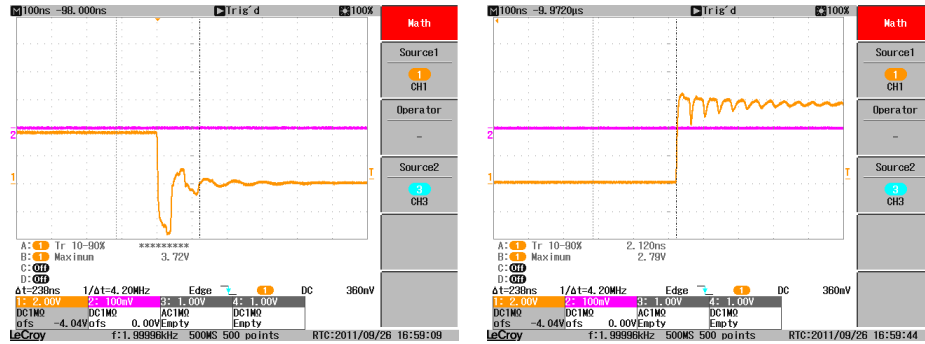 M 100ns -98.000ns Trig'd 100%
Math
Source1
1
CH1
Operator
-
Source2
3
CH3
2
1
T
A: 1 Tr 10-90% *********
B: 1 Maximum 3.72V
C: Off
D: Off
Δt=238ns 1/Δt=4.20MHz Edge 1 DC 360mV
1: 2.00V 2: 100mV 3: 1.00V 4: 1.00V
DC1MΩ DC1MΩ AC1MΩ DC1MΩ
ofs -4.04V ofs 0.00V Empty Empty
LeCroy f:1.99996kHz 500MS 500 points RTC:2011/09/26 16:59:09
M 100ns -9.9720µs Trig'd 100%
Math
Source1
1
CH1
Operator
-
Source2
3
CH3
2
1
T
A: 1 Tr 10-90% 2.120ns
B: 1 Maximum 2.79V
C: Off
D: Off
Δt=238ns 1/Δt=4.20MHz Edge 1 DC 360mV
1: 2.00V 2: 100mV 3: 1.00V 4: 1.00V
DC1MΩ DC1MΩ AC1MΩ DC1MΩ
ofs -4.04V ofs 0.00V Empty Empty
LeCroy f:1.99996kHz 500MS 500 points RTC:2011/09/26 16:59:44